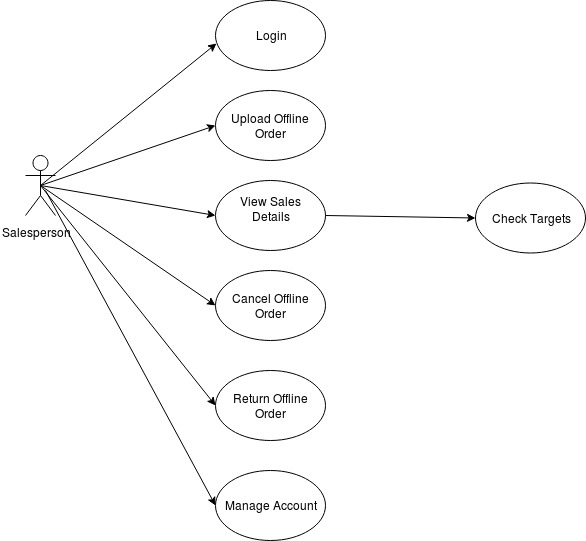 Login
Upload Offline
Order
View Sales
Details
Check Targets
Salesperson
Cancel Offline
Order
Return Offline
Order
Manage Account